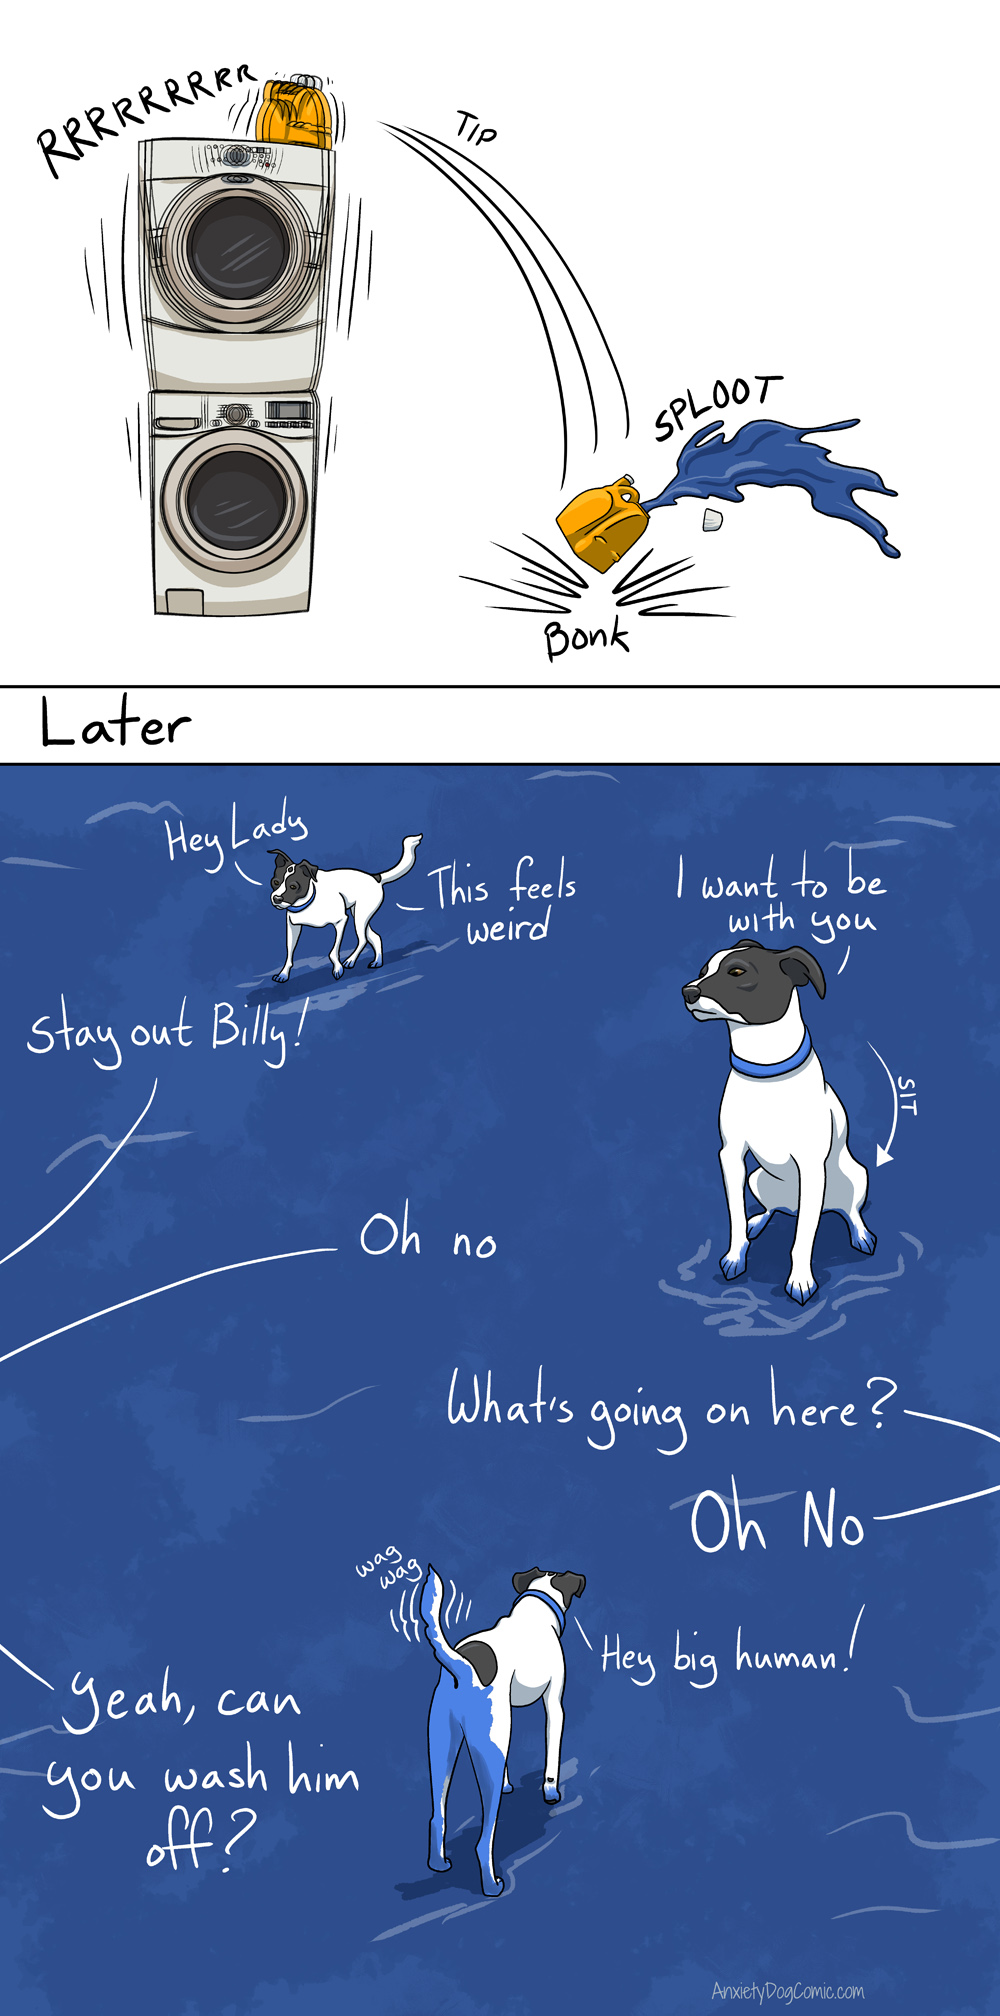 RRRRRRRRR
TIP
SPLOOT
Bonk
Later
Hey Lady
This feels
weird
I want to be
with you
Stay out Billy!
SIT
Oh no
What's going on here?
Oh No
wag
wag
Hey big human!
Yeah, can
you wash him
off?
AnxietyDogComic.com